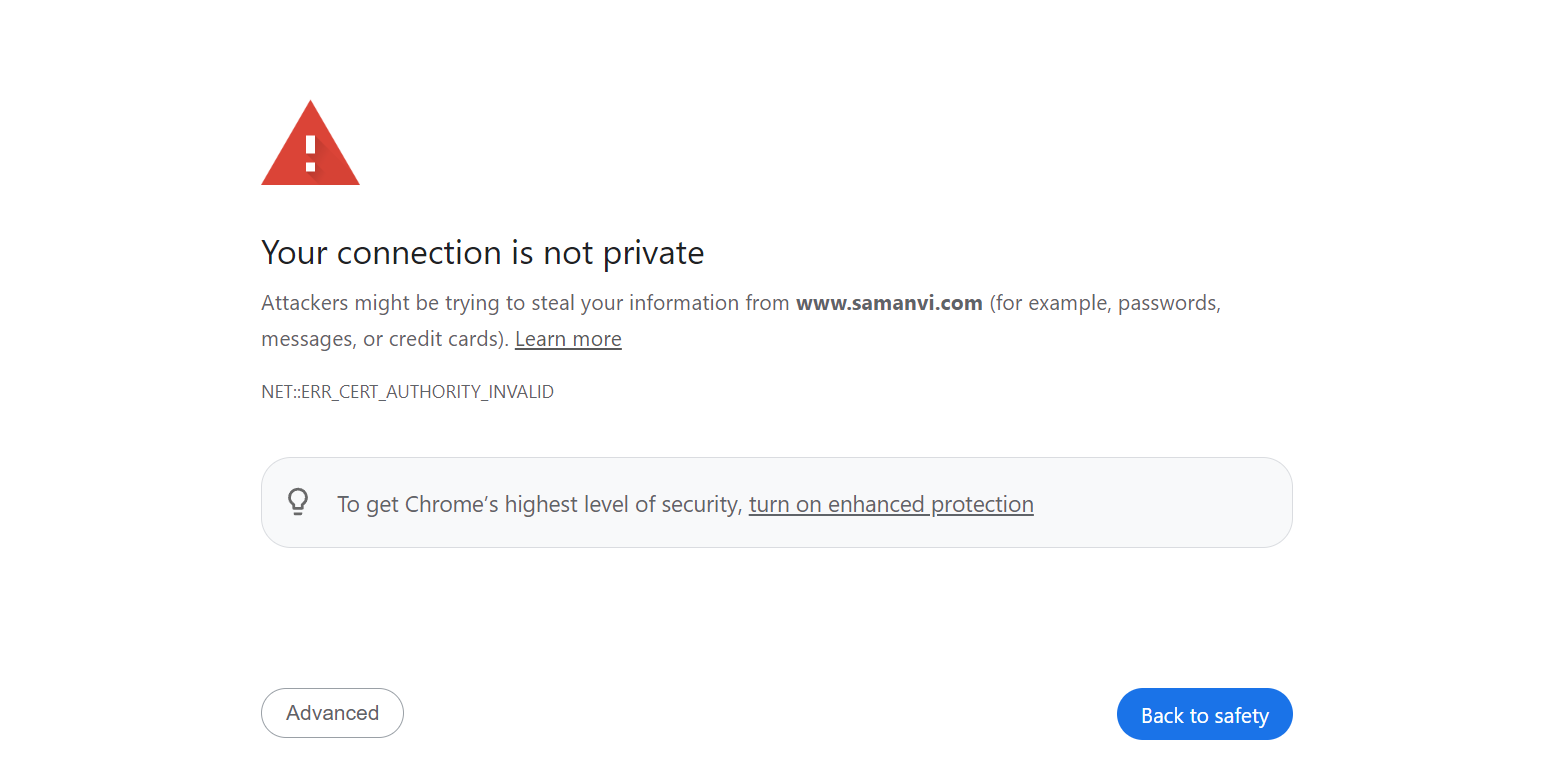 Your connection is not private
Attackers might be trying to steal your information from www.samanvi.com (for example, passwords,
messages, or credit cards). Learn more
NET::ERR_CERT_AUTHORITY_INVALID
To get Chrome’s highest level of security, turn on enhanced protection
Advanced
Back to safety